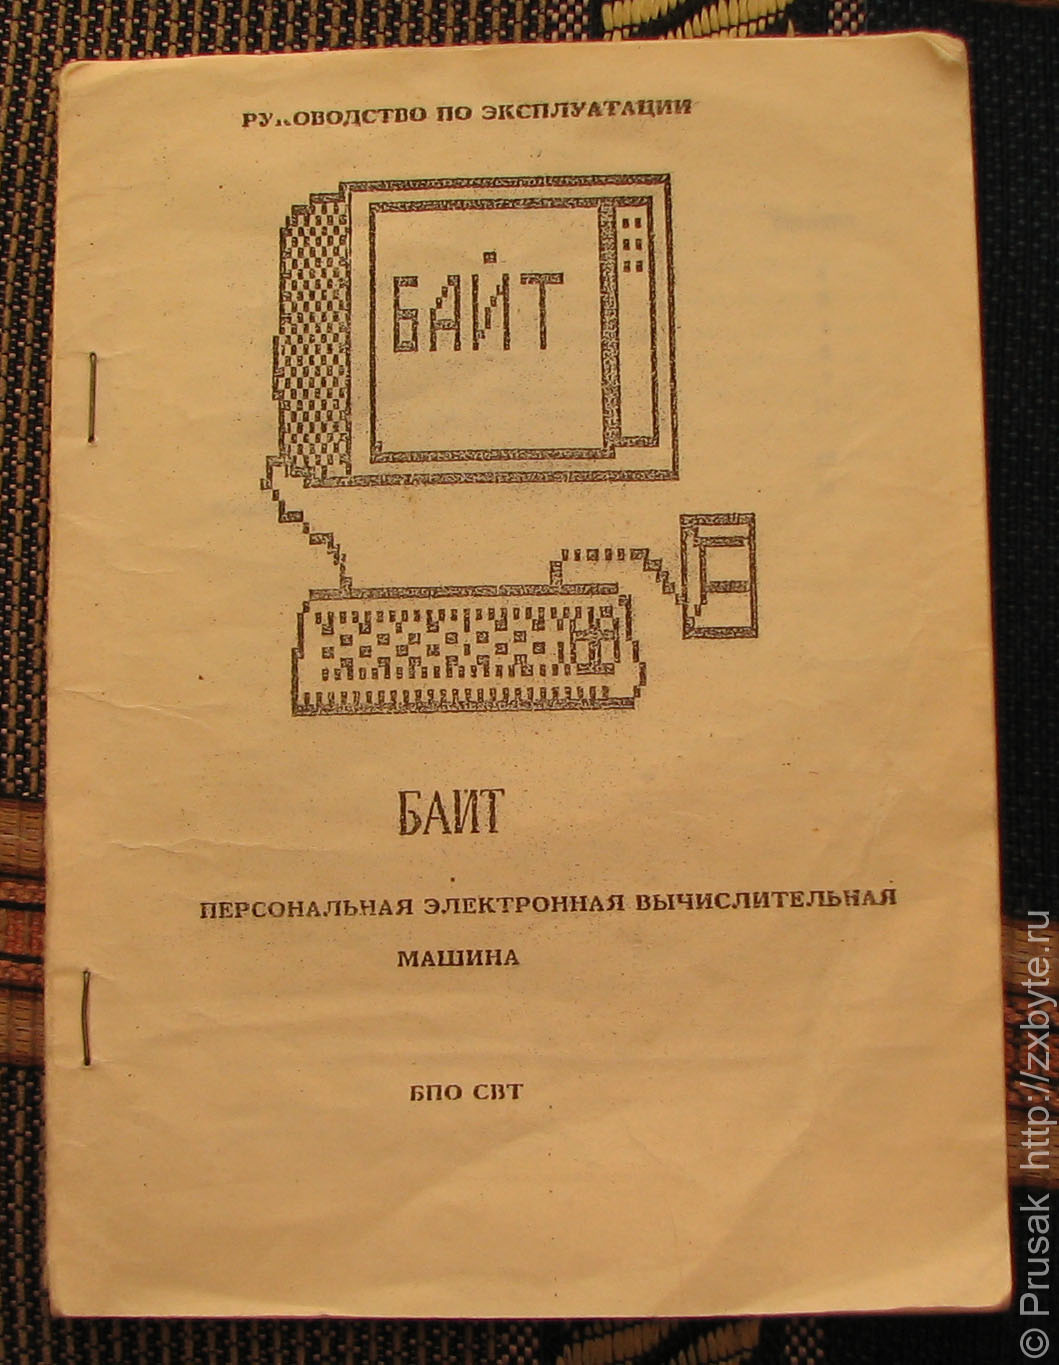 РУКОВОДСТВО ПО ЭКСПЛУАТАЦИИ
БАЙТ
БАЙТ
ПЕРСОНАЛЬНАЯ ЭЛЕКТРОННАЯ ВЫЧИСЛИТЕЛЬНАЯ
МАШИНА
БПО СВТ
© Prusak http://zxbyte.ru